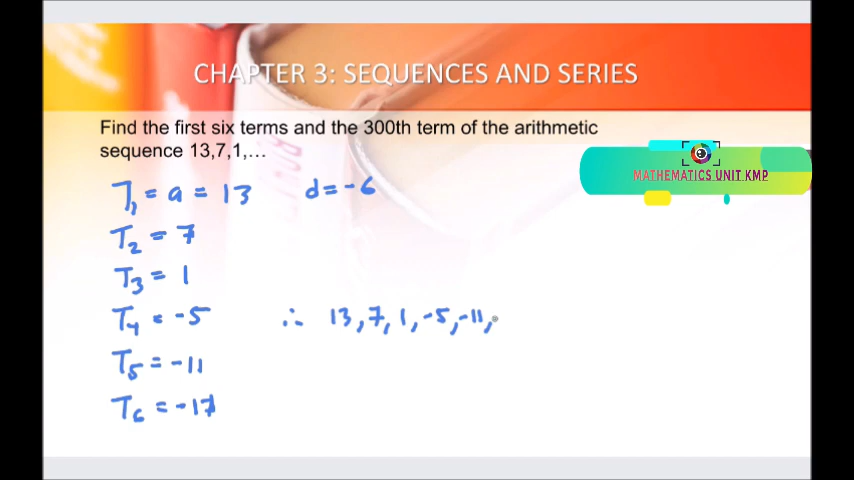 CHAPTER 3: SEQUENCES AND SERIES
Find the first six terms and the 300th term of the arithmetic
sequence 13,7,1,...
MATHEMATICS UNIT KMP
T₁ = a = 13 d = -6
T₂ = 7
T₃ = 1
T₄ = -5 ∴ 13, 7, 1, -5, -11,
T₅ = -11
T₆ = -17